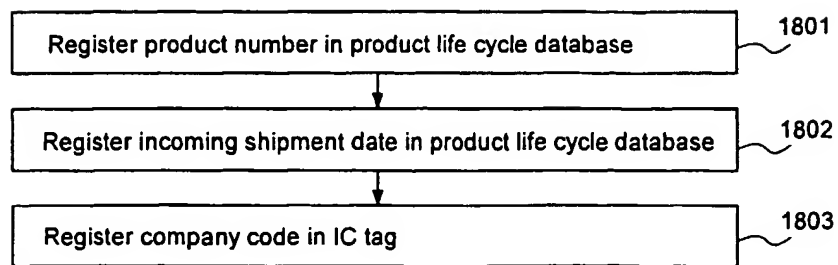 Register product number in product life cycle database
1801
Register incoming shipment date in product life cycle database
1802
Register company code in IC tag
1803